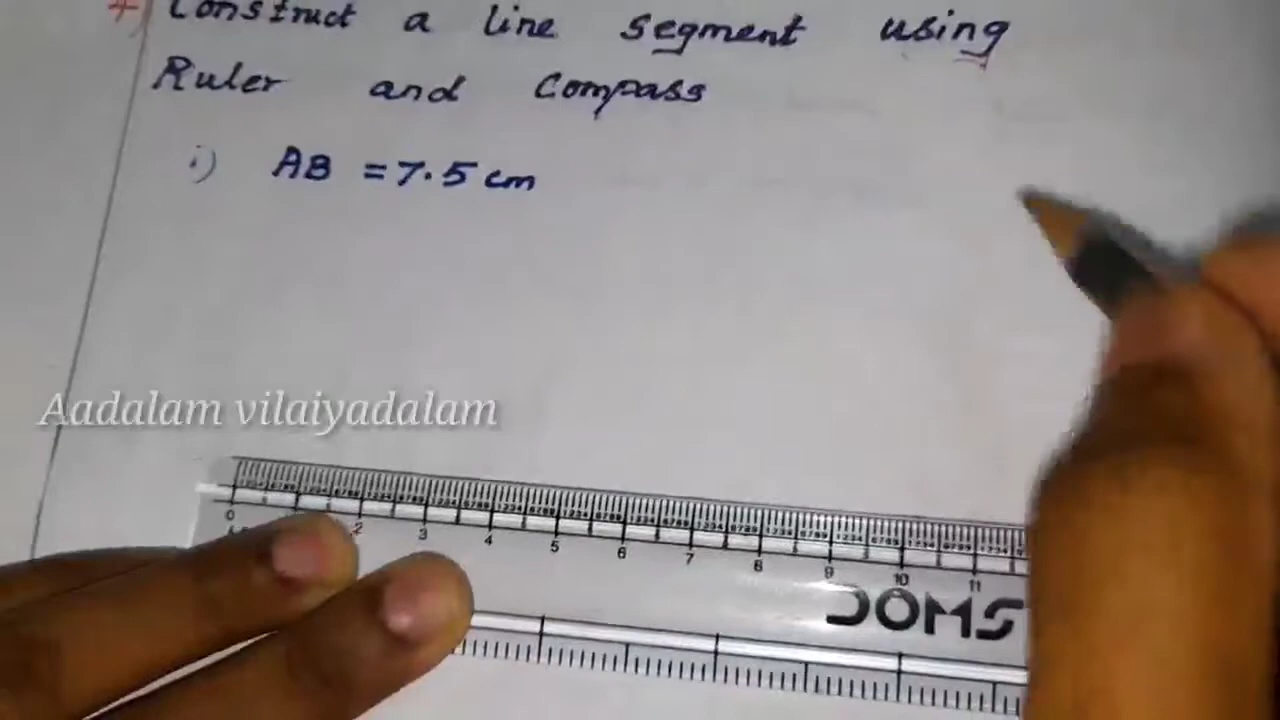 4) Construct a line segment using
Ruler and Compass
i) AB = 7.5 cm
Aadalam vilaiyadalam
0 2 3 4 5 6 7 8 9 10 11
DOMS